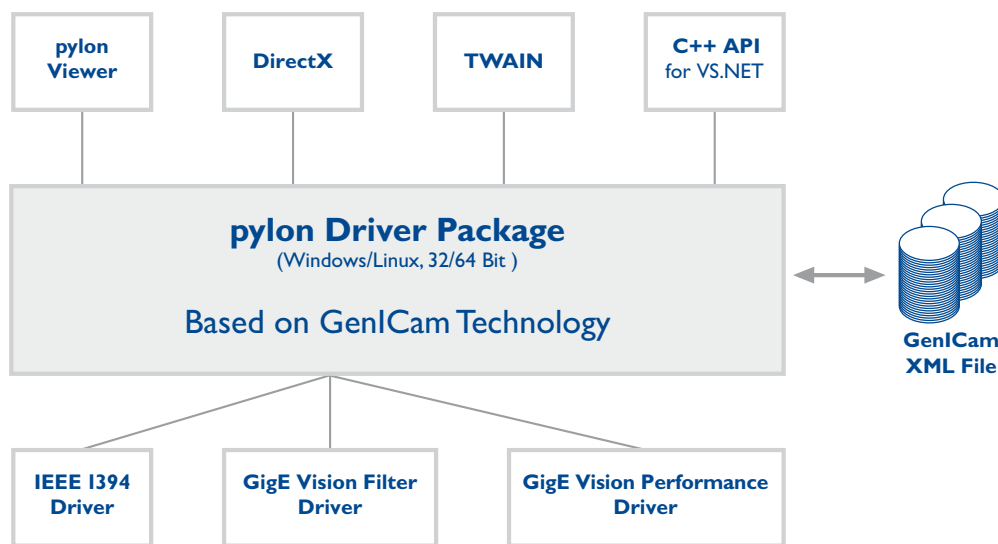 pylon
Viewer
DirectX
TWAIN
C++ API
for VS.NET
pylon Driver Package
(Windows/Linux, 32/64 Bit )
Based on GenICam Technology
GenICam
XML File
IEEE 1394
Driver
GigE Vision Filter
Driver
GigE Vision Performance
Driver